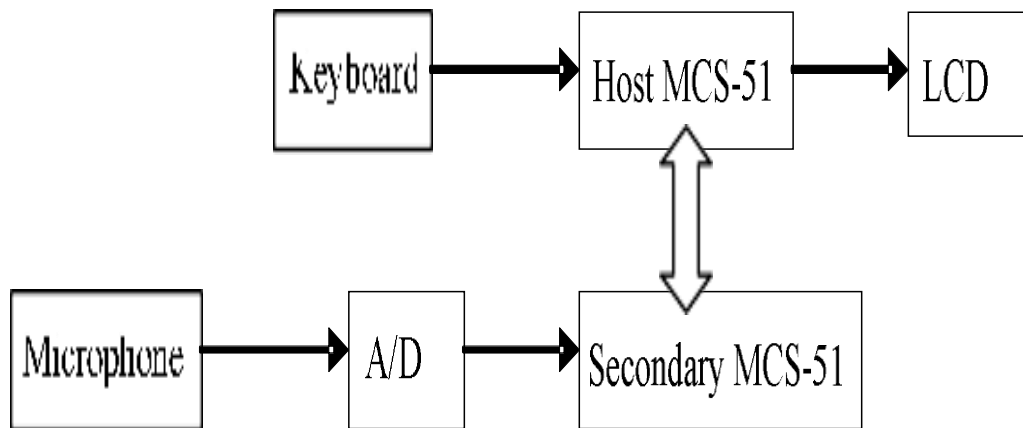 Keyboard
Host MCS-51
LCD
Microphone
A/D
Secondary MCS-51